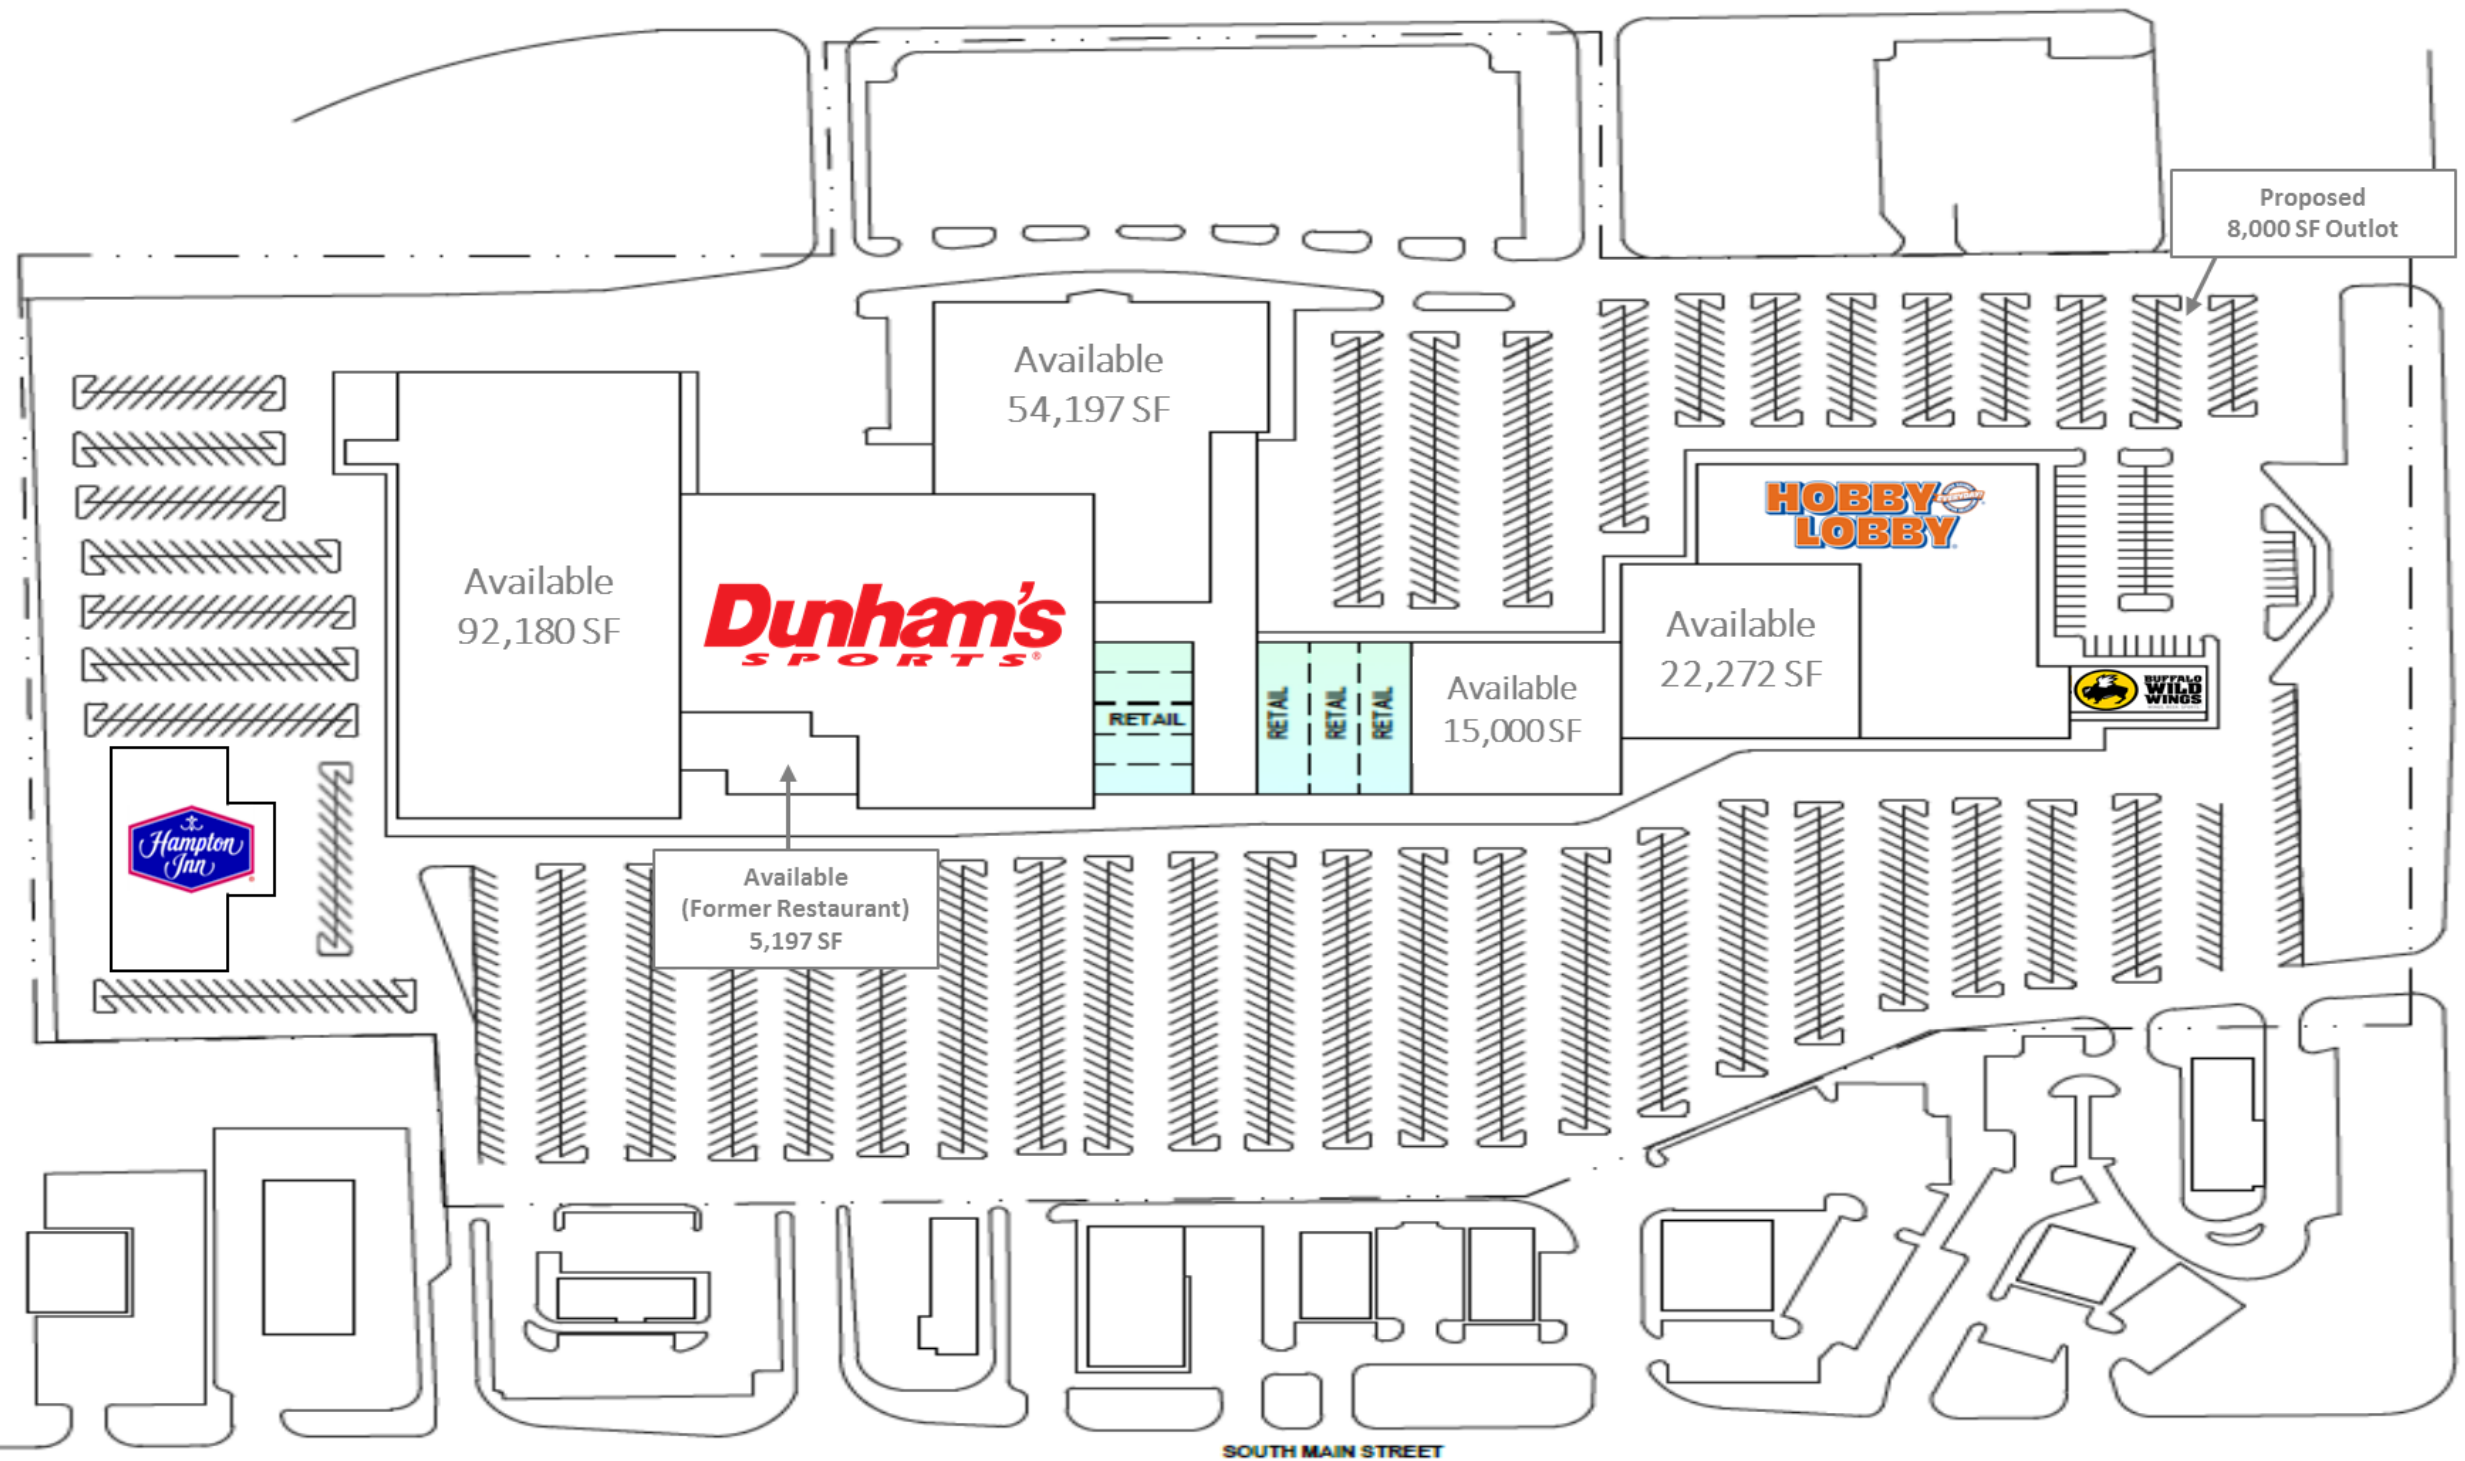 Proposed
8,000 SF Outlot
Available
54,197 SF
HOBBY
LOBBY
Available
92,180 SF
Dunham's
SPORTS®
Available
22,272 SF
BUFFALO
WILD
WINGS
RETAIL
RETAIL
RETAIL
RETAIL
Available
15,000 SF
Hampton
Inn
Available
(Former Restaurant)
5,197 SF
SOUTH MAIN STREET